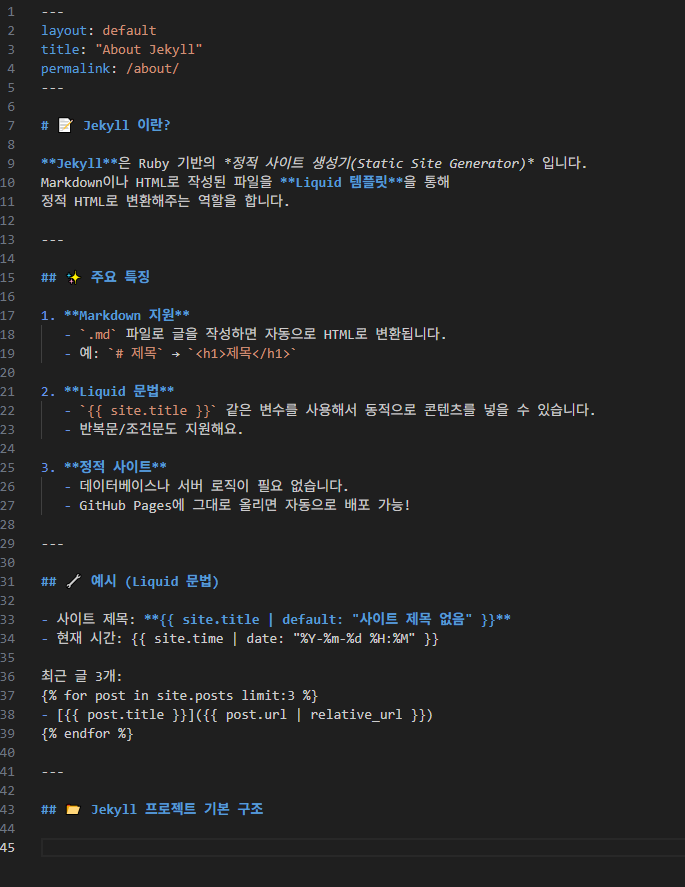 1 ---
2 layout: default
3 title: "About Jekyll"
4 permalink: /about/
5 ---
6
7 # 📝 Jekyll 이란?
8
9 **Jekyll**은 Ruby 기반의 *정적 사이트 생성기(Static Site Generator)* 입니다.
10 Markdown이나 HTML로 작성된 파일을 **Liquid 템플릿**을 통해
11 정적 HTML로 변환해주는 역할을 합니다.
12
13 ---
14
15 ## ✨ 주요 특징
16
17 1. **Markdown 지원**
18    - `.md` 파일로 글을 작성하면 자동으로 HTML로 변환됩니다.
19    - 예: `# 제목` → `<h1>제목</h1>`
20
21 2. **Liquid 문법**
22    - `{{ site.title }}` 같은 변수를 사용해서 동적으로 콘텐츠를 넣을 수 있습니다.
23    - 반복문/조건문도 지원해요.
24
25 3. **정적 사이트**
26    - 데이터베이스나 서버 로직이 필요 없습니다.
27    - GitHub Pages에 그대로 올리면 자동으로 배포 가능!
28
29 ---
30
31 ## 🔧 예시 (Liquid 문법)
32
33 - 사이트 제목: **{{ site.title | default: "사이트 제목 없음" }}**
34 - 현재 시간: {{ site.time | date: "%Y-%m-%d %H:%M" }}
35
36 최근 글 3개:
37 {% for post in site.posts limit:3 %}
38 - [{{ post.title }}]({{ post.url | relative_url }})
39 {% endfor %}
40
41 ---
42
43 ## 📂 Jekyll 프로젝트 기본 구조
44
45